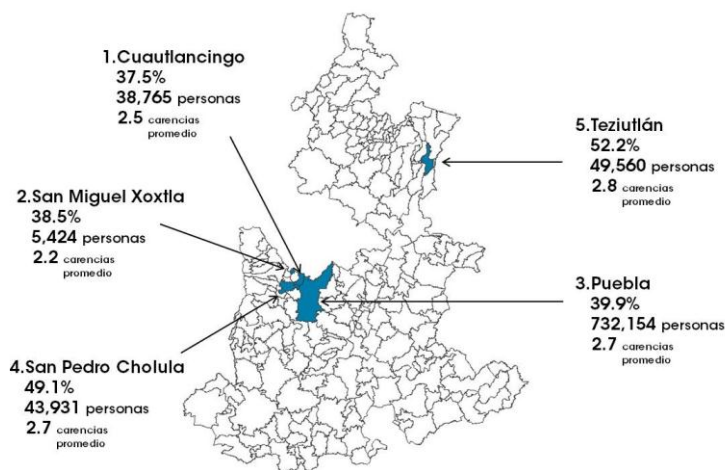 1.Cuautlancingo
37.5%
38,765 personas
2.5 carencias
promedio
2.San Miguel Xoxtla
38.5%
5,424 personas
2.2 carencias
promedio
4.San Pedro Cholula
49.1%
43,931 personas
2.7 carencias
promedio
5.Teziutlán
52.2%
49,560 personas
2.8 carencias
promedio
3.Puebla
39.9%
732,154 personas
2.7 carencias
promedio